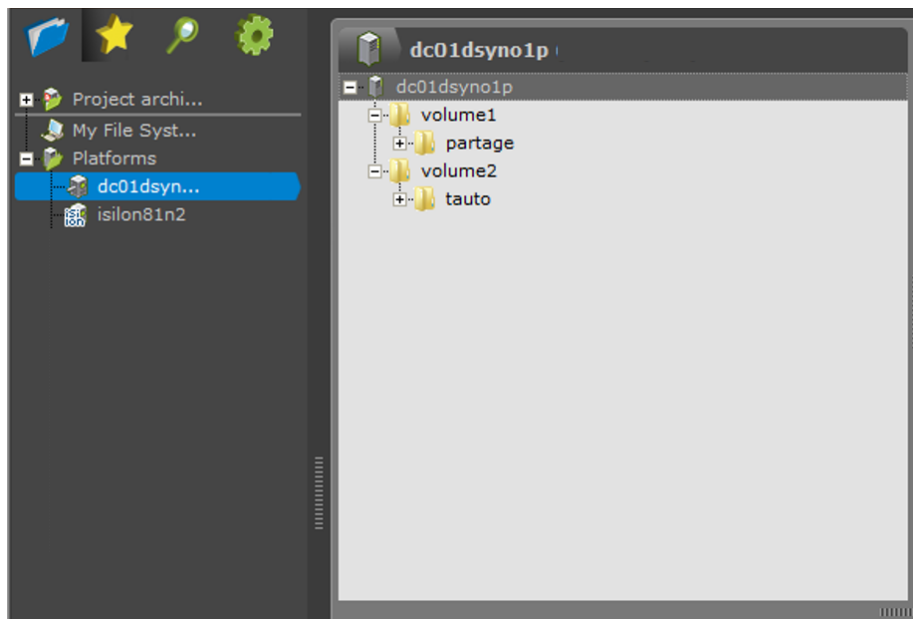 Project archi...
My File Syst...
Platforms
dc01dsyn...
isilon81n2
dc01dsyno1p
dc01dsyno1p
volume1
partage
volume2
tauto